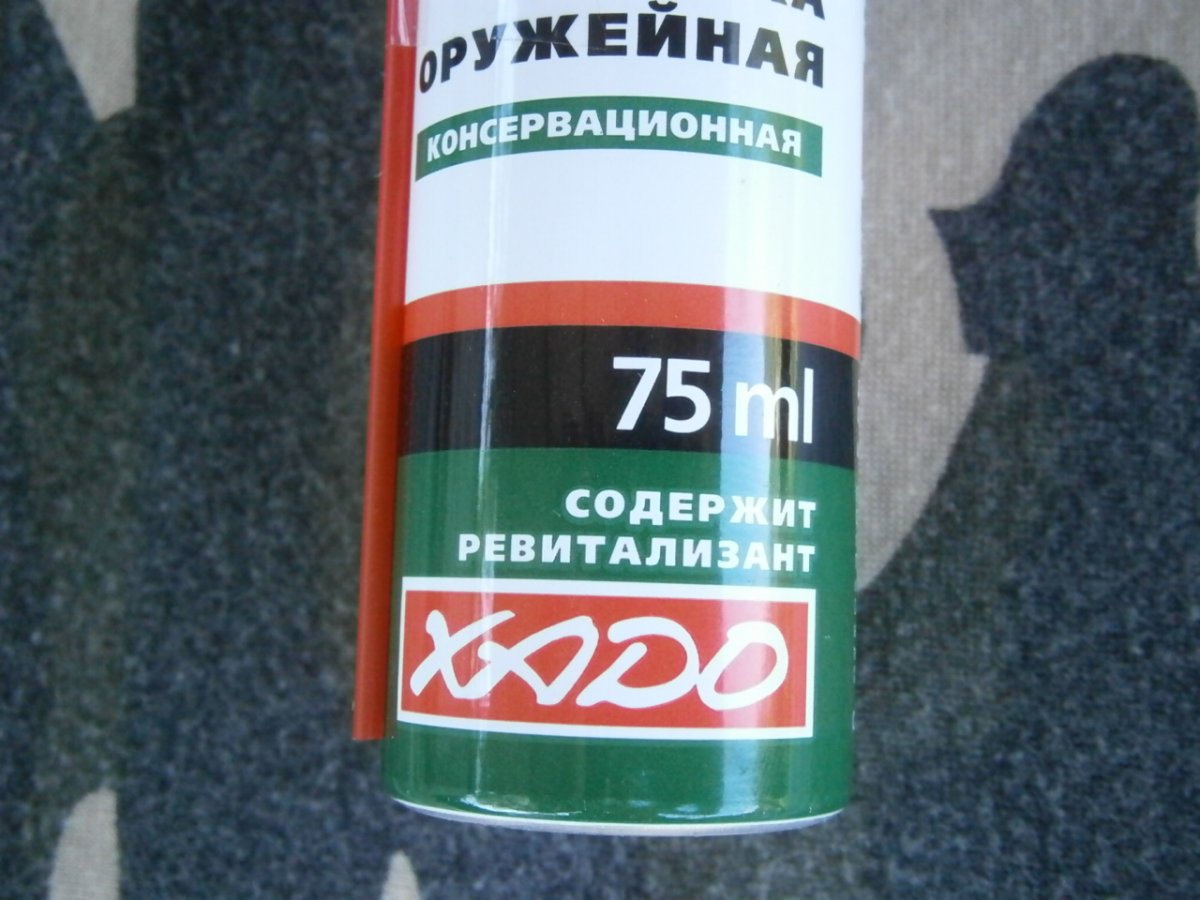 ОРУЖЕЙНАЯ
КОНСЕРВАЦИОННАЯ
75 ml
СОДЕРЖИТ
РЕВИТАЛИЗАНТ
XADO